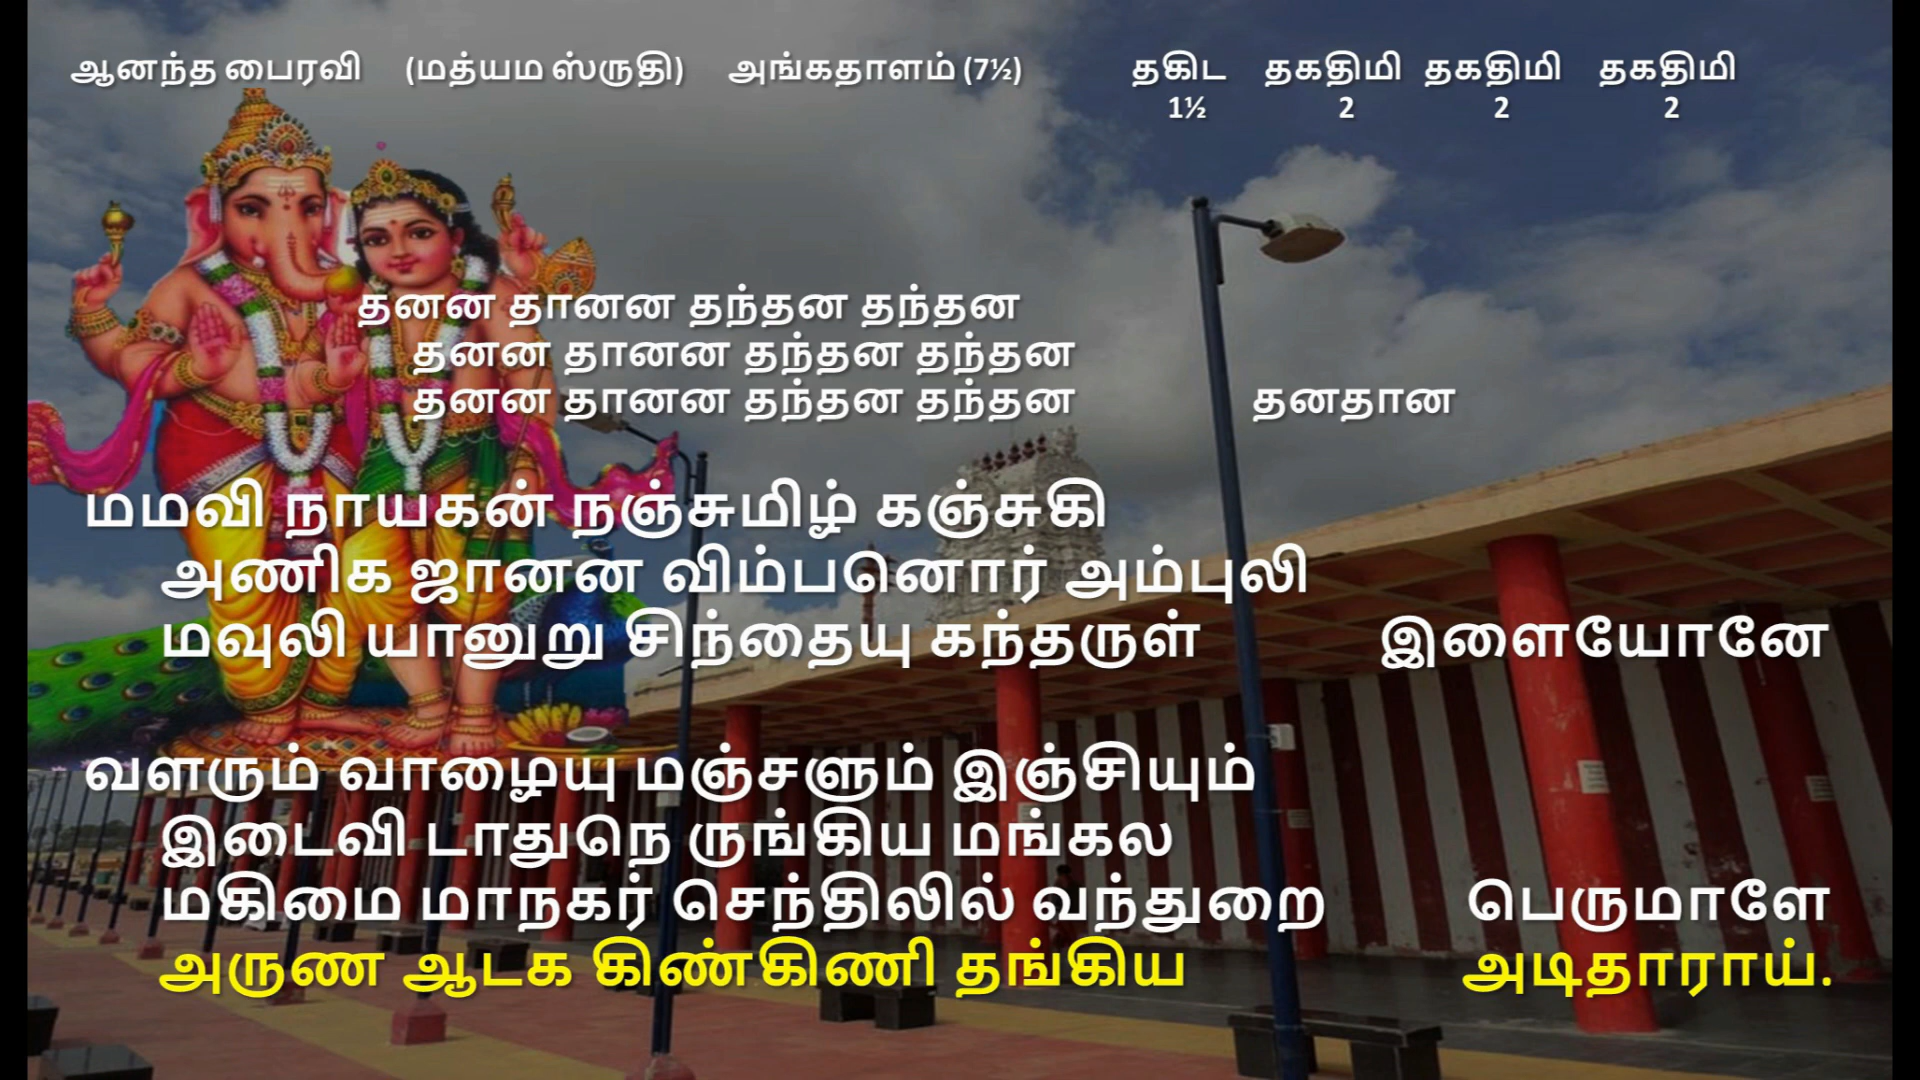 ஆனந்த பைரவி (மத்யம ஸ்ருதி) அங்கதாளம் (7½) தகிட தகதிமி தகதிமி தகதிமி
1½ 2 2 2
தனன தானன தந்தன தந்தன
தனன தானன தந்தன தந்தன
தனன தானன தந்தன தந்தன தனதான
மமவி நாயகன் நஞ்சுமிழ் கஞ்சுகி
அணிக ஜானன விம்பனொர் அம்புலி
மவுலி யானுறு சிந்தையு கந்தருள் இளையோனே
வளரும் வாழையு மஞ்சளும் இஞ்சியும்
இடைவி டாதுநெ ருங்கிய மங்கல
மகிமை மாநகர் செந்திலில் வந்துறை பெருமாளே
அருண ஆடக கிண்கிணி தங்கிய அடிதாராய்.